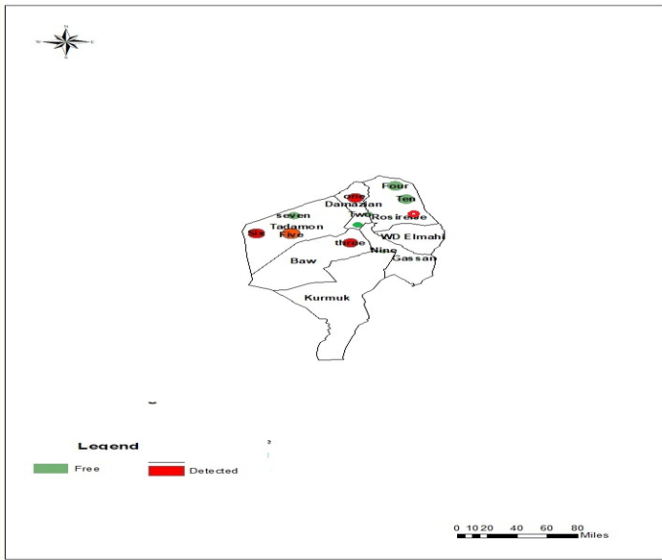 N
W E
S
Four
one
Ten
Damazian
seven
Two Rosireise
Tadamon
Six Five
WD Elmahi
three
Nine
Baw
Gassan
Kurmuk
Legend
Free
Detected
0 10 20 40 60 80
Miles